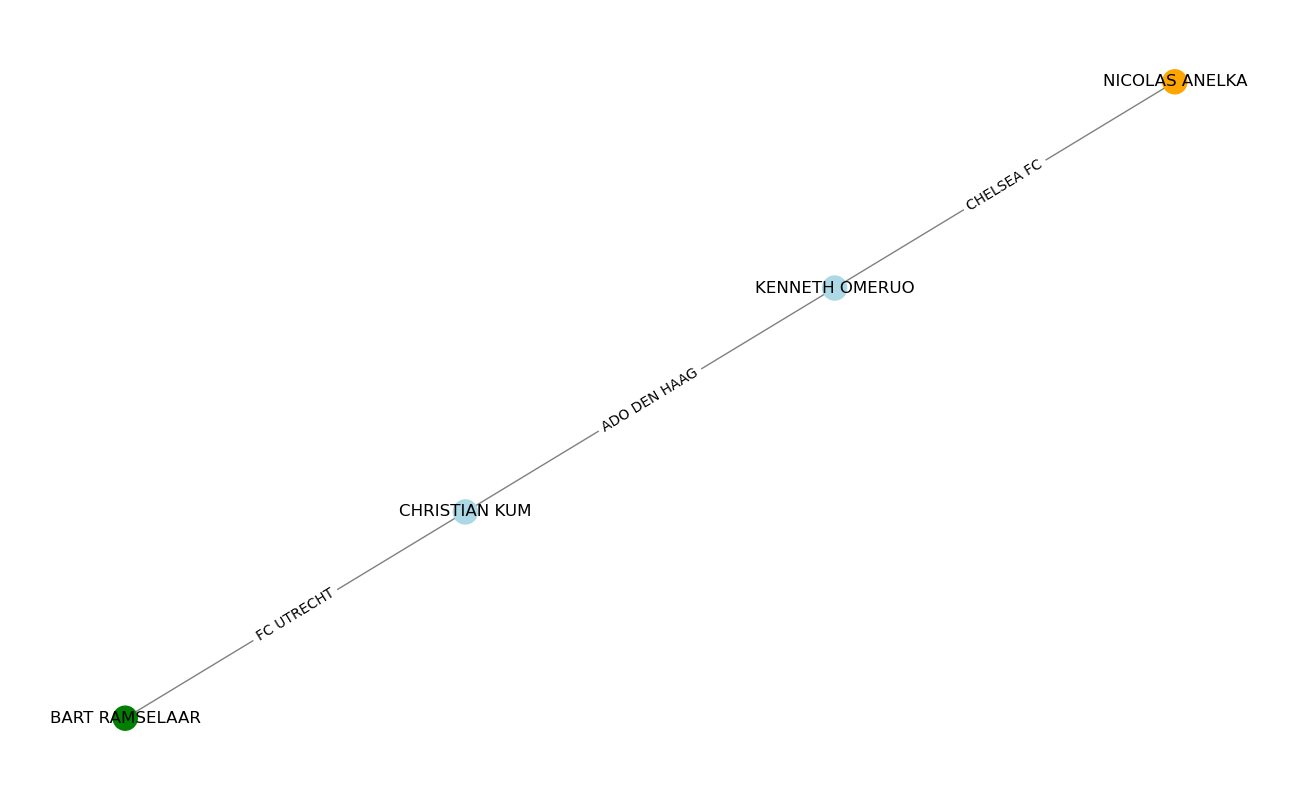 NICOLAS ANELKA
CHELSEA FC
KENNETH OMERUO
ADO DEN HAAG
CHRISTIAN KUM
FC UTRECHT
BART RAMSELAAR